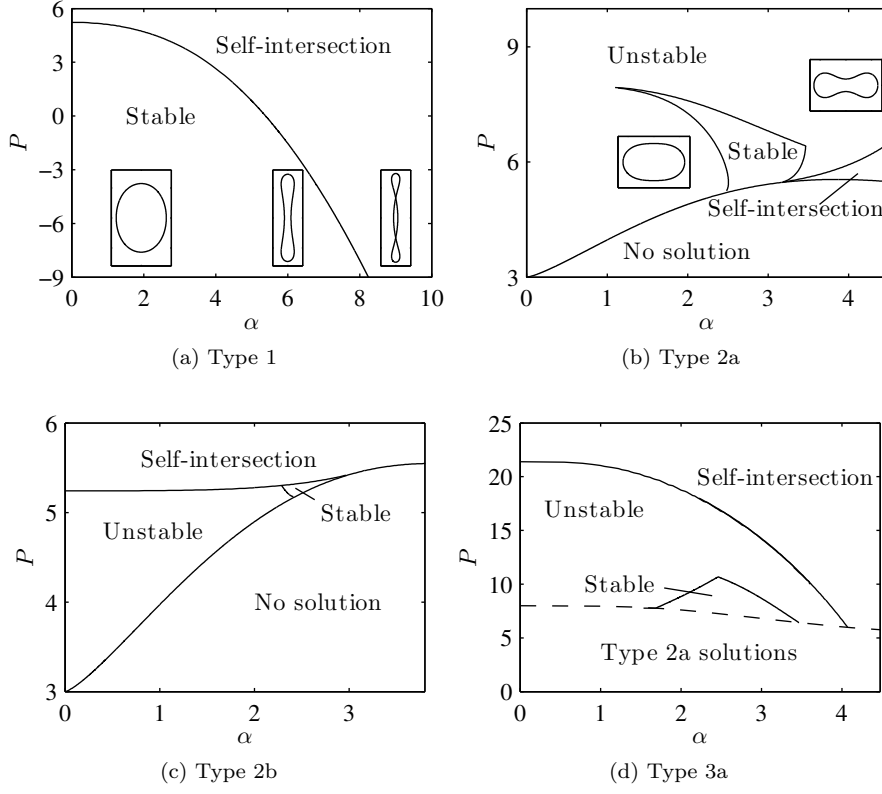 6
3
0
−3
−6
−9
P
Self-intersection
Stable
0
2
4
6
8
10
α
(a) Type 1
9
6
3
P
Unstable
Stable
Self-intersection
No solution
0
1
2
3
4
α
(b) Type 2a
6
5
4
3
P
Self-intersection
Stable
Unstable
No solution
0
1
2
3
α
(c) Type 2b
25
20
15
10
5
0
P
Self-intersection
Unstable
Stable
Type 2a solutions
0
1
2
3
4
α
(d) Type 3a